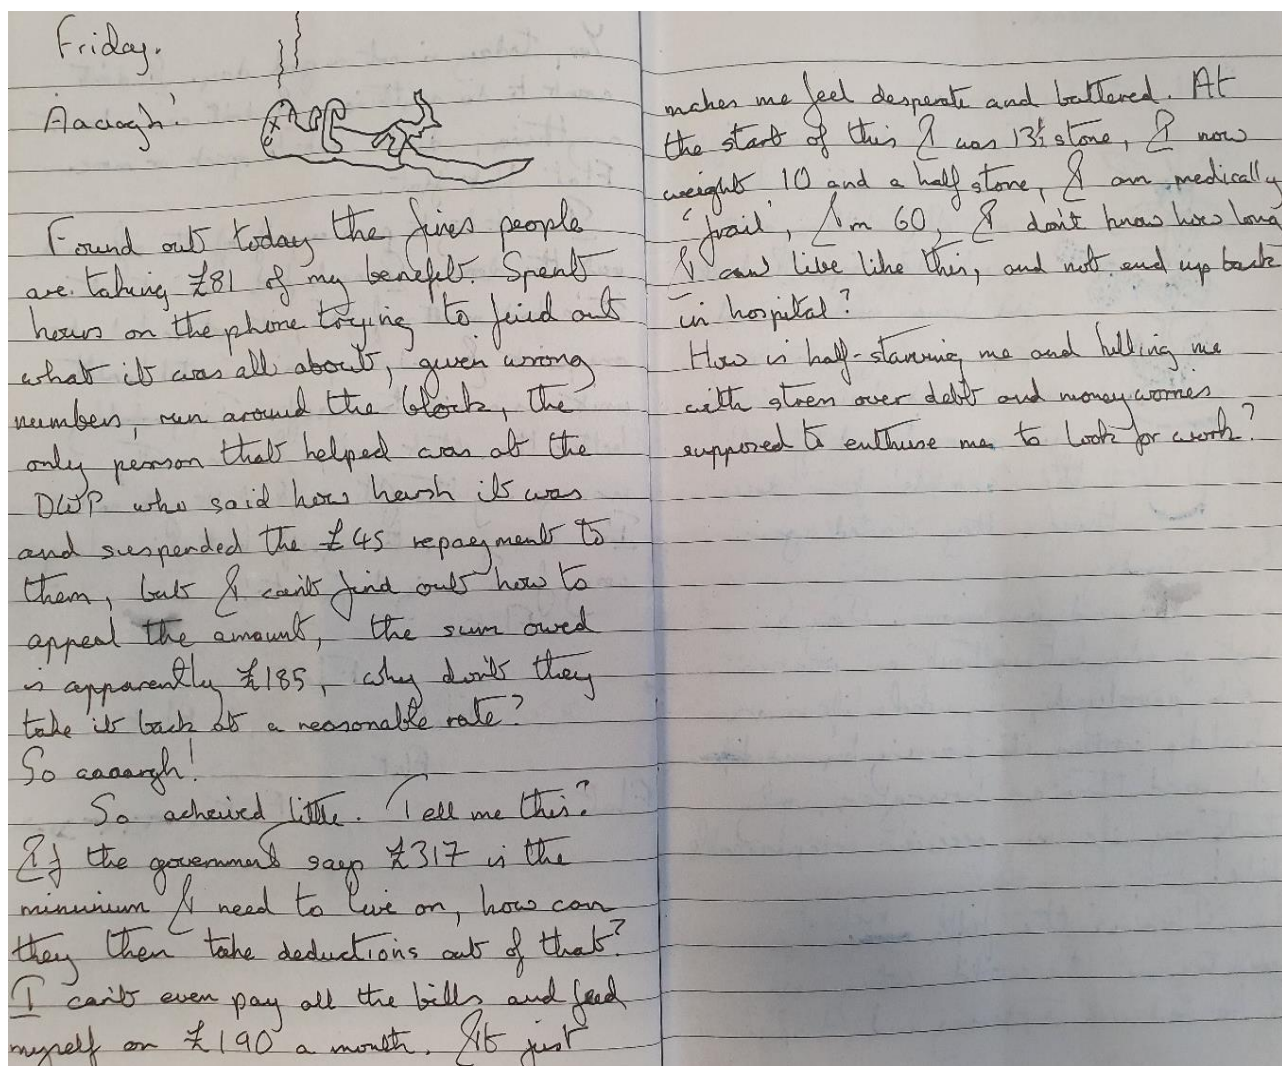 Friday.
Aaaagh!
Found out today the fines people
are taking £81 of my benefit. Spent
hours on the phone trying to find out
what it was all about, given wrong
numbers, run around the block, the
only person that helped was at the
DWP who said how harsh it was
and suspended the £45 repayment to
them, but I can't find out how to
appeal the amount, the sum owed
is apparently £185, why don't they
take it back at a reasonable rate?
So aaaargh!
So acheived little. Tell me this?
If the government says £317 is the
minimum I need to live on, how can
they then take deductions out of that?
I can't even pay all the bills and feed
myself on £190 a month. It just
makes me feel desperate and battered. At
the start of this I was 13½ stone, I now
weight 10 and a half stone, I am medically
'frail', I'm 60, I don't know how long
I can live like this, and not end up back
in hospital?
How is half-starving me and killing me
with stress over debt and money worries
supposed to enthuse me to look for work?